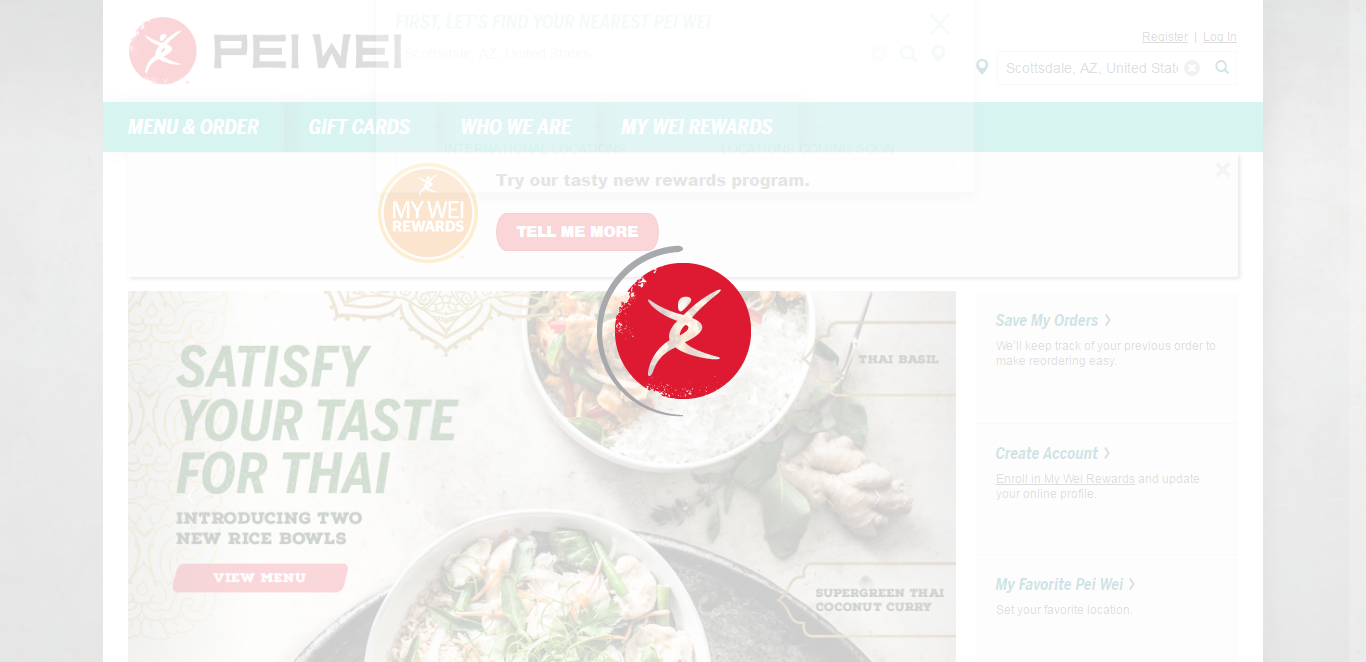 FIRST, LET'S FIND YOUR NEAREST PEI WEI
PEI WEI
Scottsdale, AZ, United States
Register | Log In
Scottsdale, AZ, United Stat
MENU & ORDER
GIFT CARDS
WHO WE ARE
MY WEI REWARDS
INTERNATIONAL LOCATIONS
LOCATIONS COMING SOON
MY WEI
REWARDS
Try our tasty new rewards program.
TELL ME MORE
SATISFY
YOUR TASTE
FOR THAI
INTRODUCING TWO
NEW RICE BOWLS
VIEW MENU
THAI BASIL
SUPERGREEN THAI
COCONUT CURRY
Save My Orders
We'll keep track of your previous order to
make reordering easy.
Create Account
Enroll in My Wei Rewards and update
your online profile.
My Favorite Pei Wei
Set your favorite location.